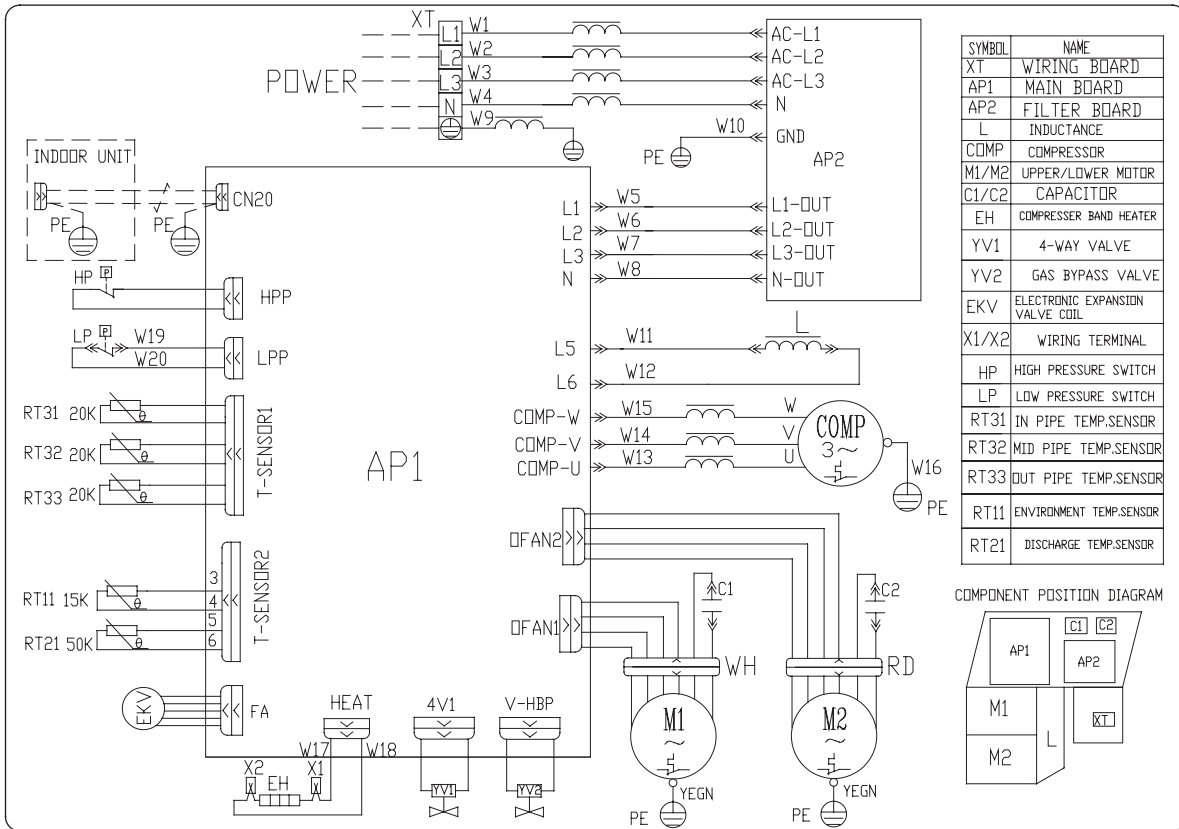 XT
L1 W1 AC-L1
L2 W2 AC-L2
POWER L3 W3 AC-L3
N W4 N
W9
W10 GND
PE
AP2
INDOOR UNIT
CN20
PE PE
L1 W5 L1-OUT
L2 W6 L2-OUT
L3 W7 L3-OUT
N W8 N-OUT
HP P
HPP
LP P W19
W20 LPP
L
L5 W11
L6 W12
RT31 20K θ
RT32 20K θ
RT33 20K θ
T-SENSOR1
AP1
COMP-W W15 W
COMP-V W14 V
COMP-U W13 U
COMP
3~
W16
PE
OFAN2
OFAN1
3
RT11 15K θ 4
5
RT21 50K θ 6
T-SENSOR2
C1 C2
WH RD
EKV FA
HEAT 4V1 V-HBP
W17 W18
X2 EH X1
YV1 YV2
M1
~
M2
~
YEGN YEGN
PE PE
SYMBOL NAME
XT WIRING BOARD
AP1 MAIN BOARD
AP2 FILTER BOARD
L INDUCTANCE
COMP COMPRESSOR
M1/M2 UPPER/LOWER MOTOR
C1/C2 CAPACITOR
EH COMPRESSER BAND HEATER
YV1 4-WAY VALVE
YV2 GAS BYPASS VALVE
EKV ELECTRONIC EXPANSION
VALVE COIL
X1/X2 WIRING TERMINAL
HP HIGH PRESSURE SWITCH
LP LOW PRESSURE SWITCH
RT31 IN PIPE TEMP.SENSOR
RT32 MID PIPE TEMP.SENSOR
RT33 OUT PIPE TEMP.SENSOR
RT11 ENVIRONMENT TEMP.SENSOR
RT21 DISCHARGE TEMP.SENSOR
COMPONENT POSITION DIAGRAM
AP1 C1 C2
AP2
M1 XT
L
M2